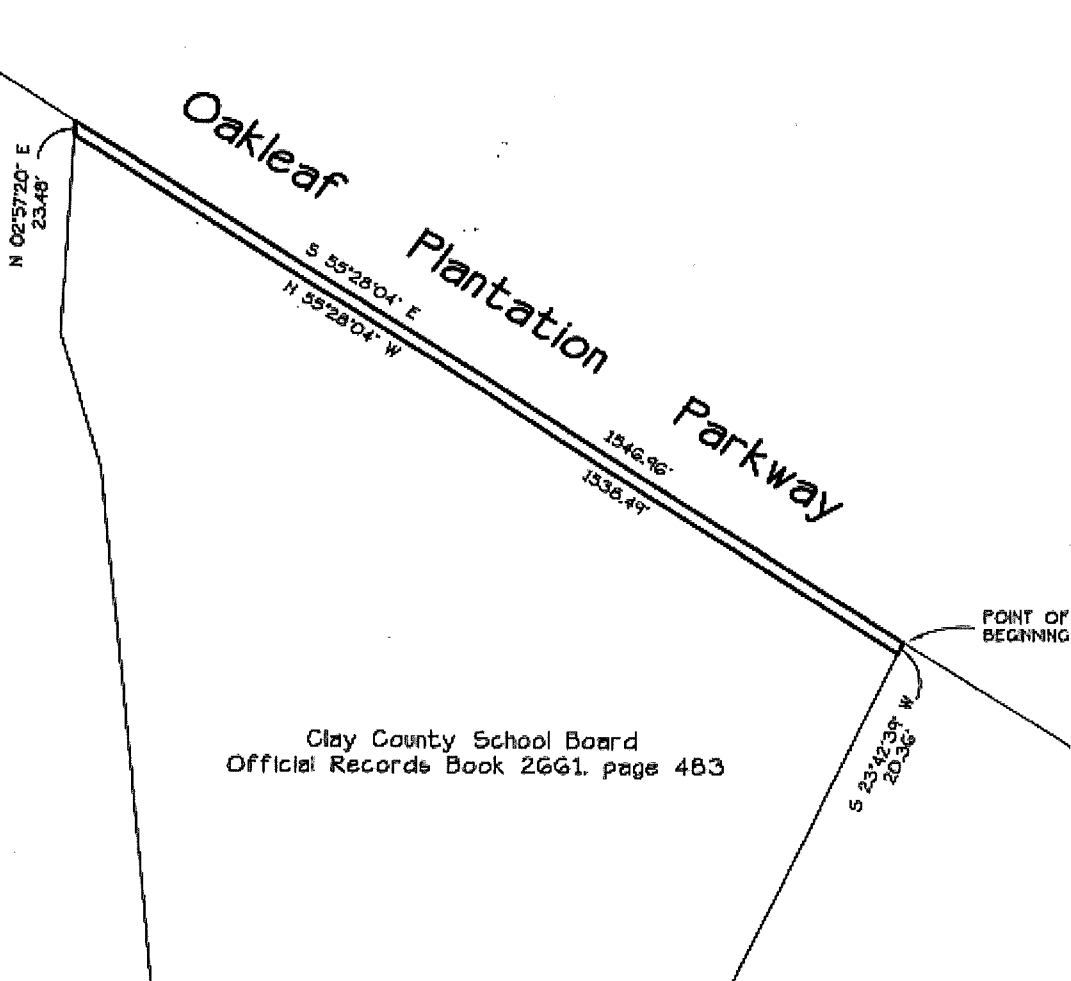 Oakleaf
Plantation
Parkway
N 02°57'20" E
23.48'
S 55°28'04" E
N 55°28'04" W
1546.96'
1538.49'
POINT OF
BEGINNING
S 23°42'39" W
20.36'
Clay County School Board
Official Records Book 2661, page 483